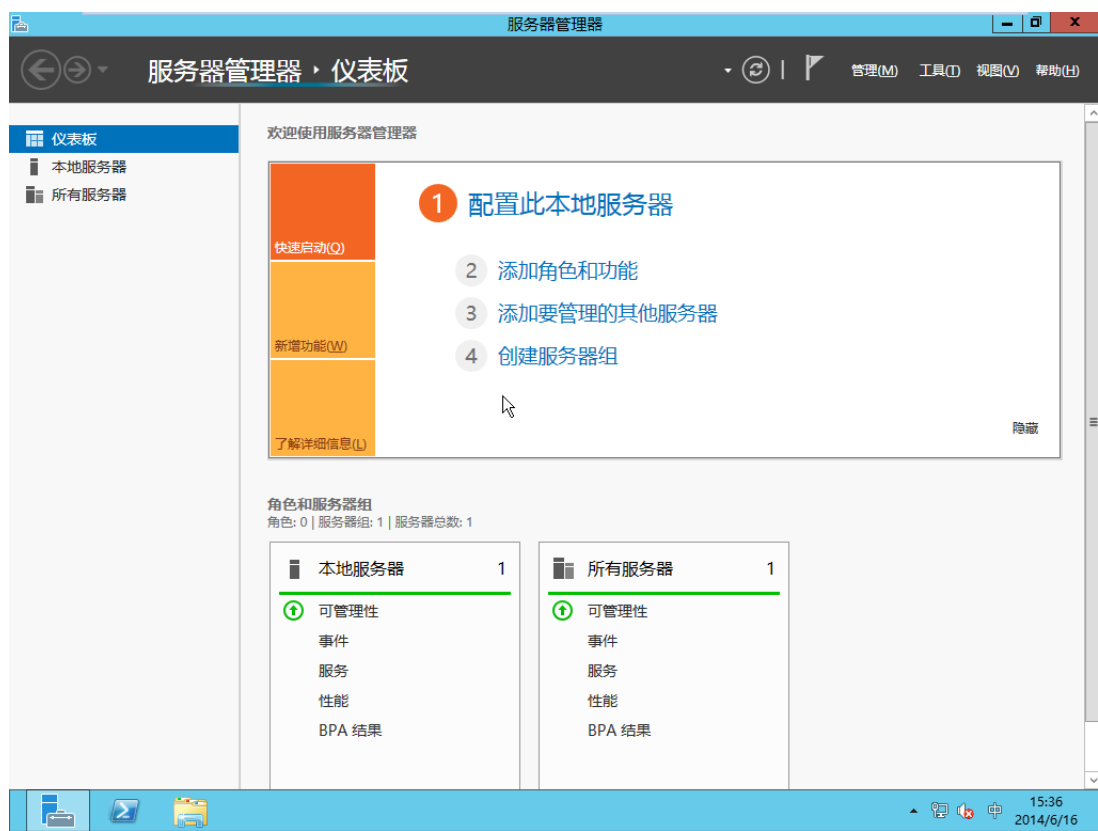 服务器管理器
服务器管理器 · 仪表板
管理(M) 工具(T) 视图(V) 帮助(H)
仪表板
本地服务器
所有服务器
欢迎使用服务器管理器
快速启动(Q)
新增功能(W)
了解详细信息(L)
1 配置此本地服务器
2 添加角色和功能
3 添加要管理的其他服务器
4 创建服务器组
隐藏
角色和服务器组
角色: 0 | 服务器组: 1 | 服务器总数: 1
本地服务器 1
可管理性
事件
服务
性能
BPA 结果
所有服务器 1
可管理性
事件
服务
性能
BPA 结果
中
15:36
2014/6/16